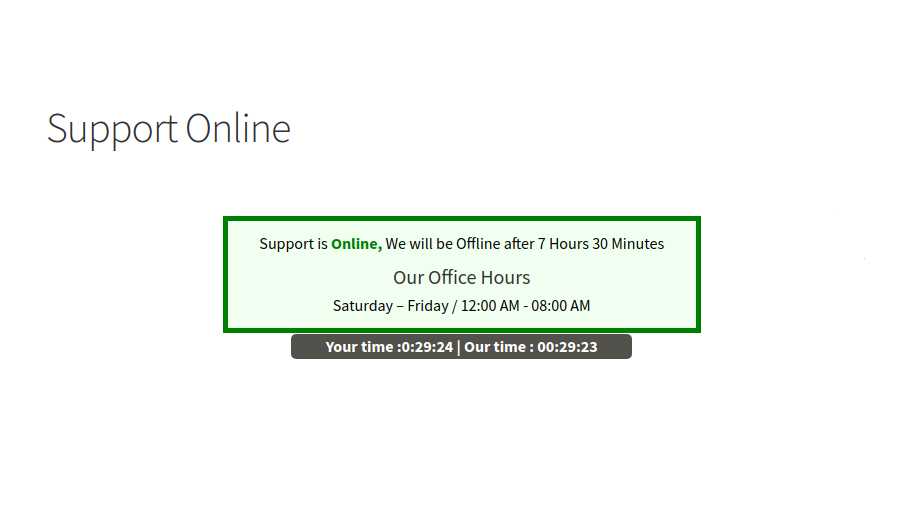 Support Online
Support is Online, We will be Offline after 7 Hours 30 Minutes
Our Office Hours
Saturday – Friday / 12:00 AM - 08:00 AM
Your time :0:29:24 | Our time : 00:29:23